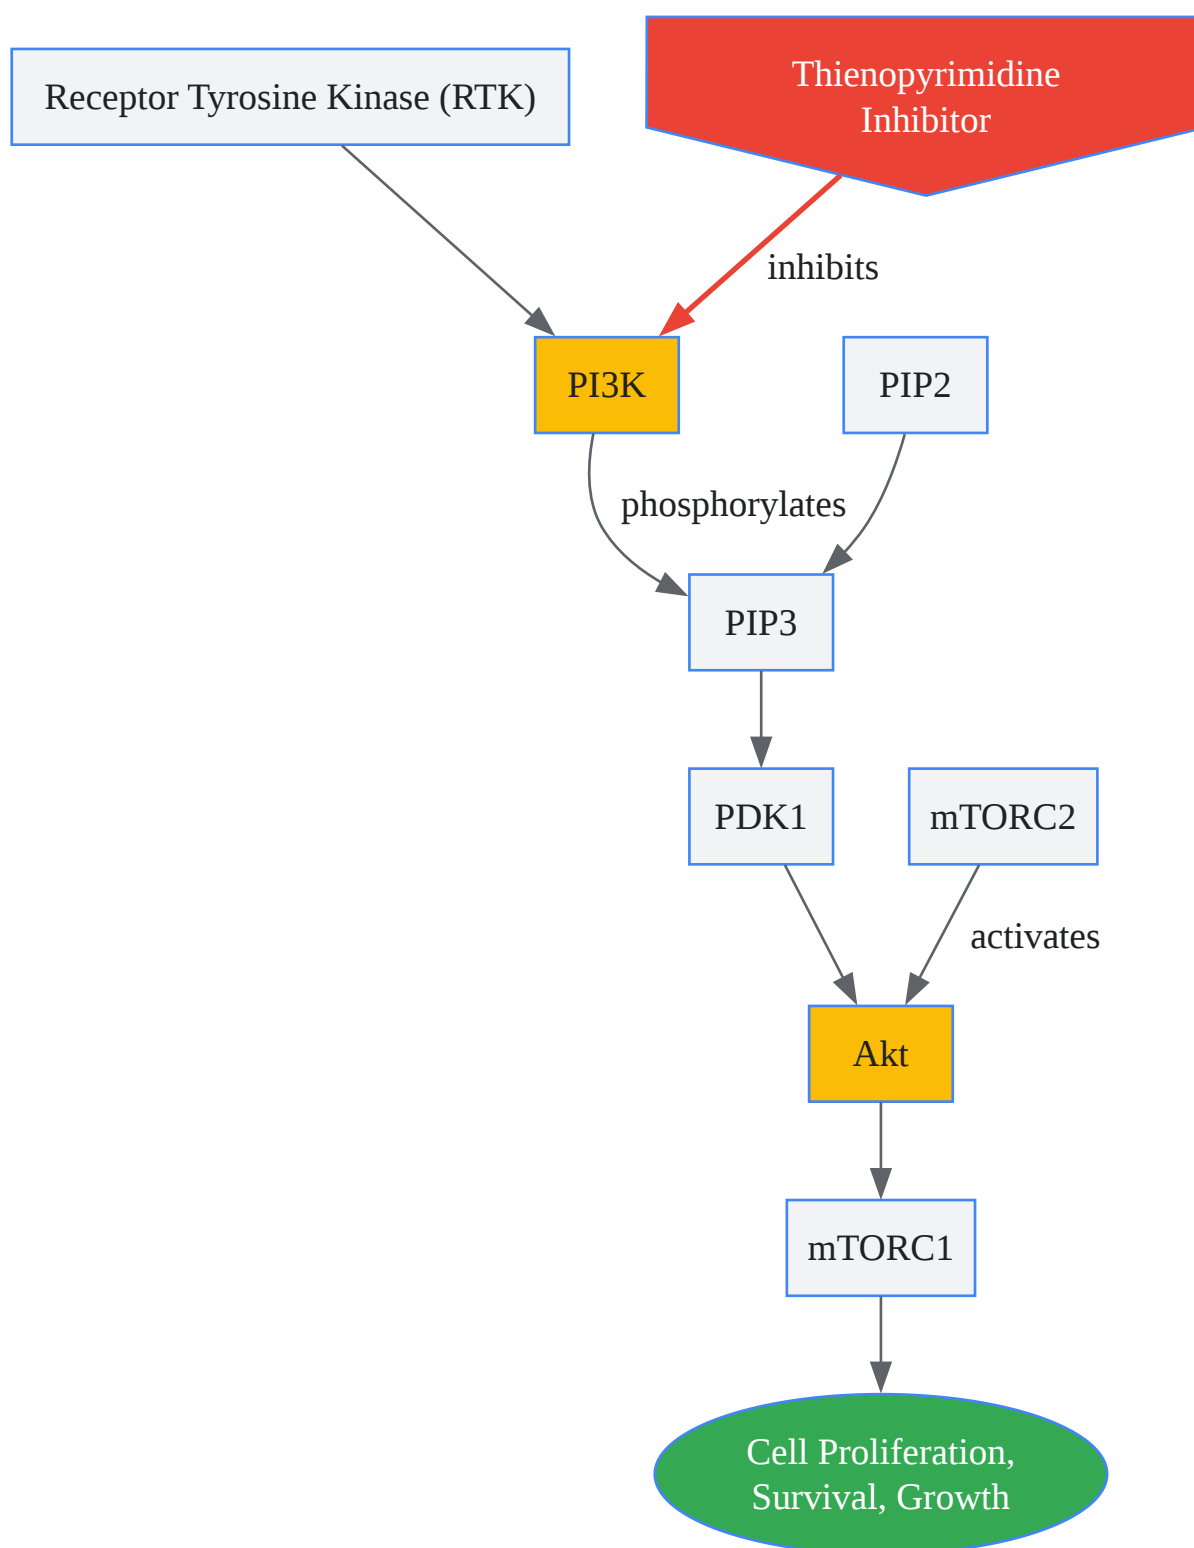 Receptor Tyrosine Kinase (RTK)
Thienopyrimidine
Inhibitor
inhibits
PI3K
PIP2
phosphorylates
PIP3
PDK1
mTORC2
activates
Akt
mTORC1
Cell Proliferation,
Survival, Growth